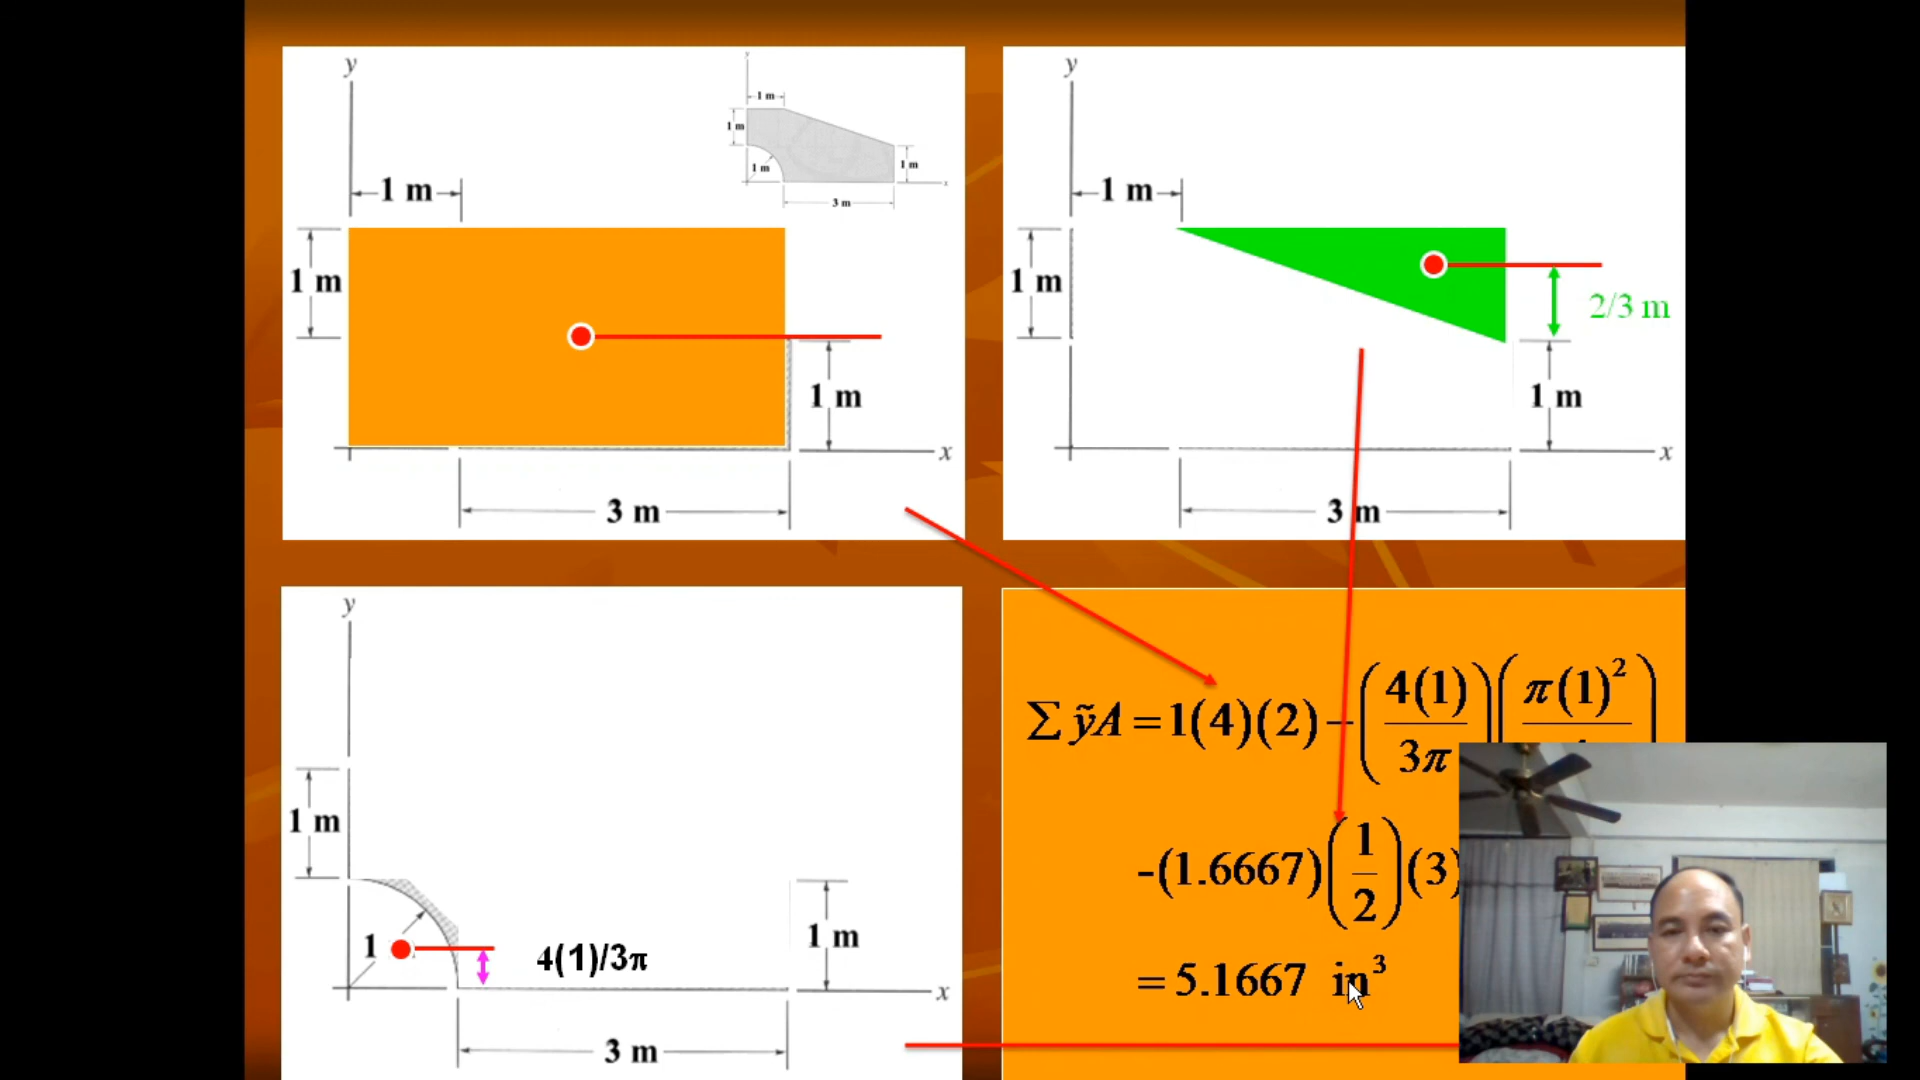 y
1 m
1 m
1 m
3 m
y
1 m
1 m
1 m
1 m
x
3 m
y
1 m
1 m
2/3 m
1 m
x
3 m
y
1 m
1
4(1)/3π
1 m
x
3 m
∑ ỹA = 1(4)(2) − (4(1)/3π)(π(1)²
-(1.6667)(1/2)(3)
= 5.1667 in³